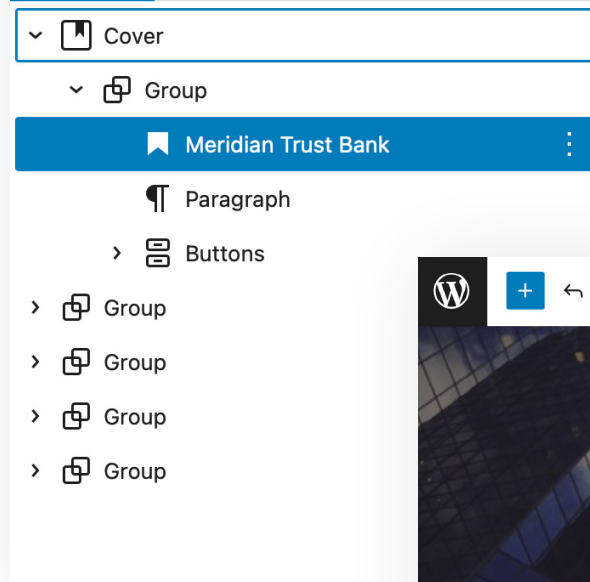 Cover
Group
Meridian Trust Bank
Paragraph
Buttons
Group
Group
Group
Group